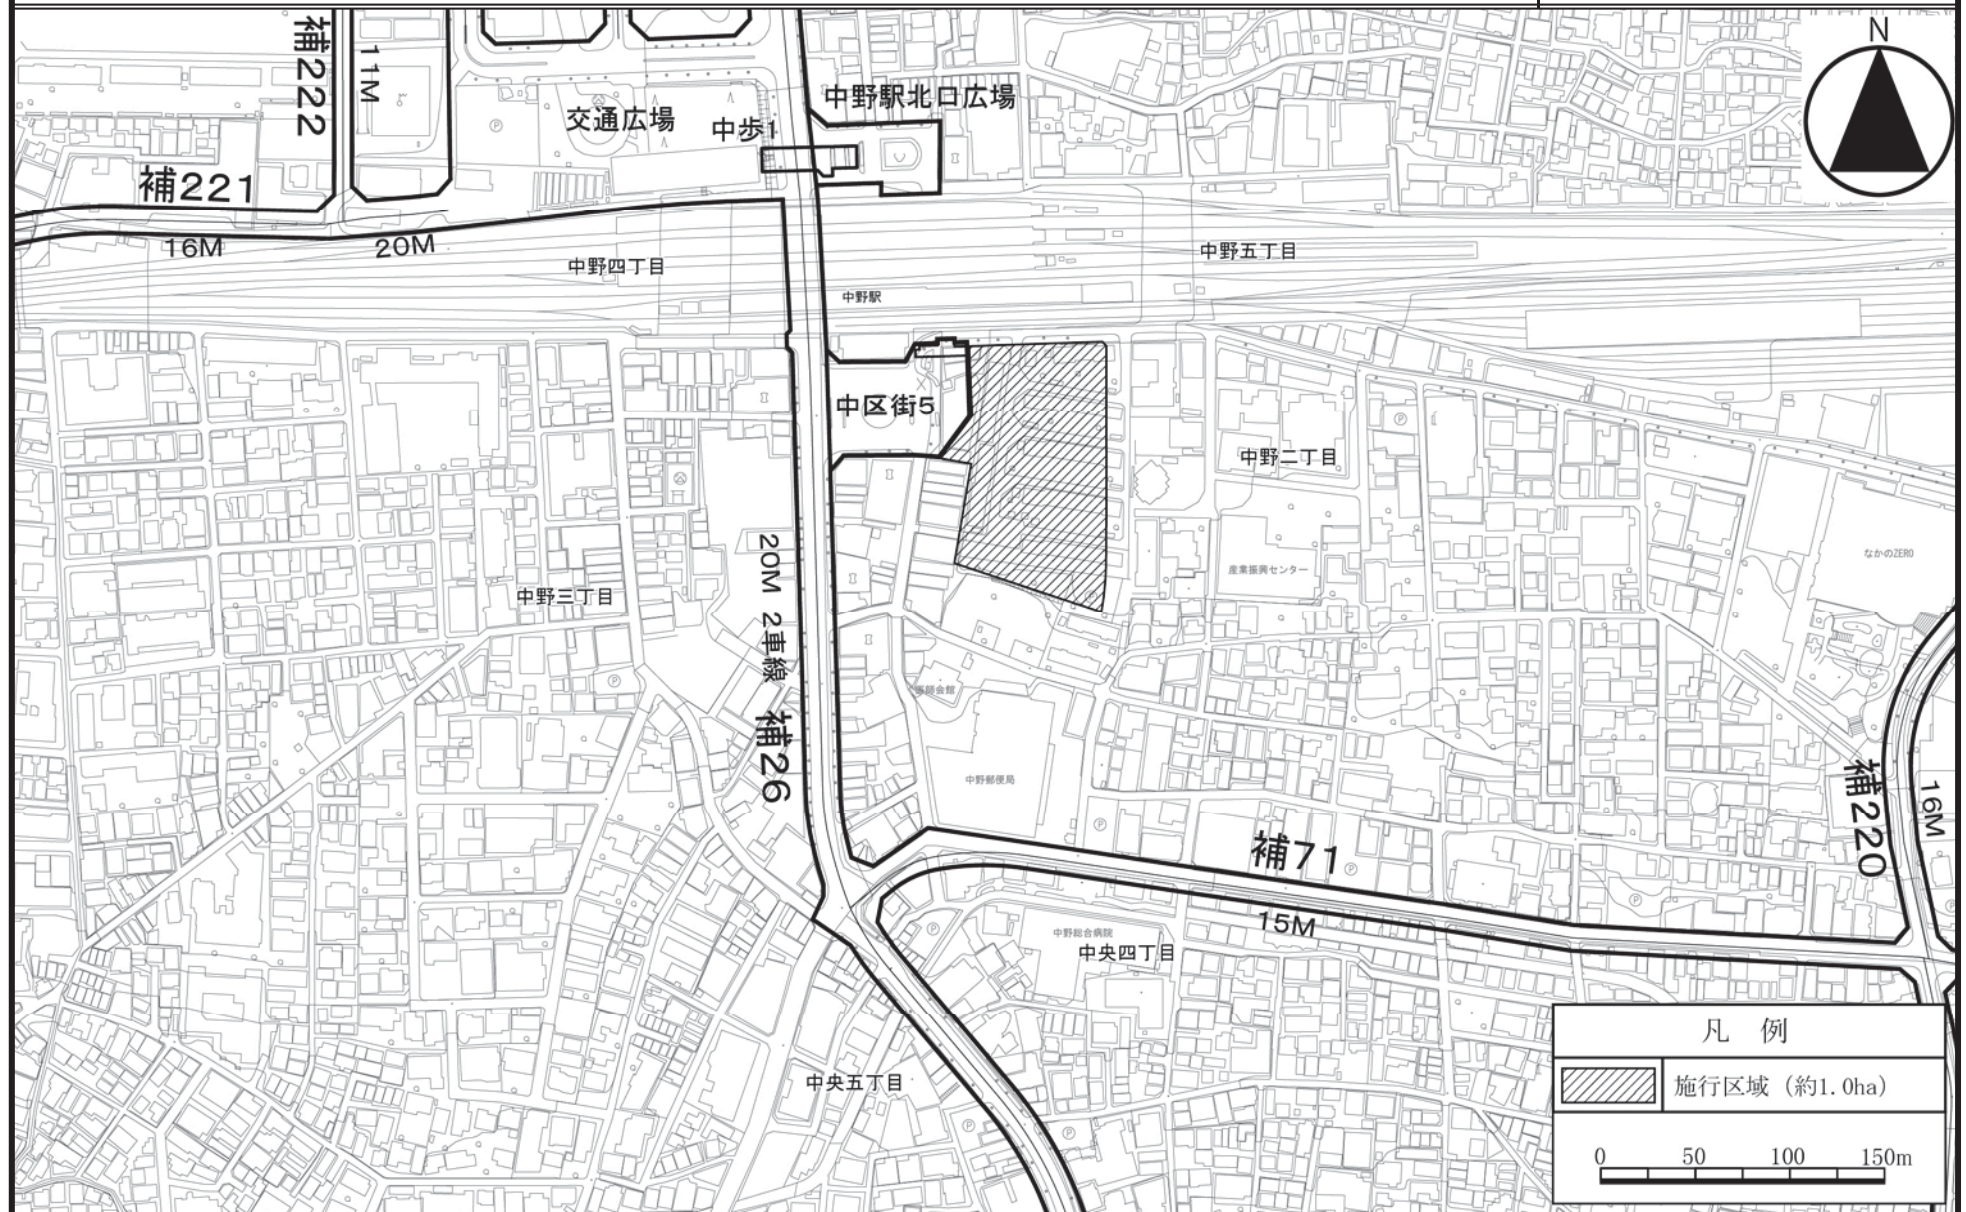 補222
11M
N
交通広場
中歩1
中野駅北口広場
補221
16M
20M
中野四丁目
中野五丁目
中野駅
中区街5
中野二丁目
なかのZERO
産業振興センター
中野三丁目
20M 2車線 補26
医師会館
中野郵便局
補71
15M
補220
16M
中野総合病院
中央四丁目
中央五丁目
凡 例
施行区域 (約1.0ha)
0 50 100 150m